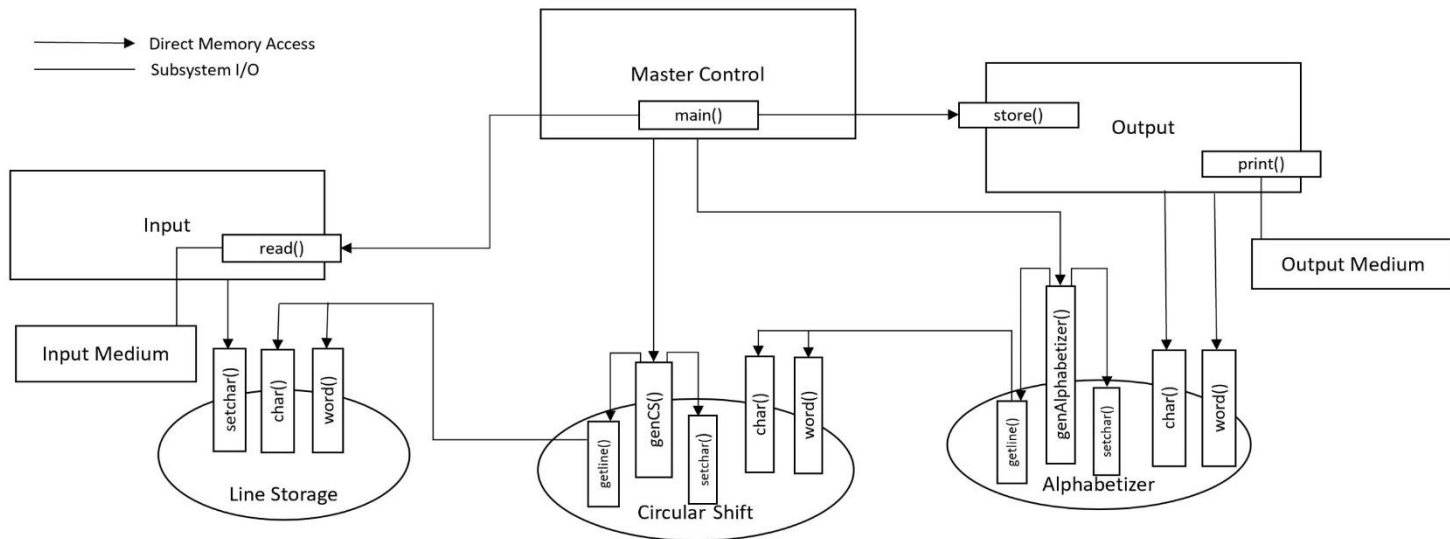 Direct Memory Access
Subsystem I/O
Master Control
main()
store()
Output
print()
Input
read()
Output Medium
Input Medium
setchar()
char()
word()
Line Storage
getline()
genCS()
setchar()
char()
word()
Circular Shift
getline()
genAlphabetizer()
setchar()
char()
word()
Alphabetizer